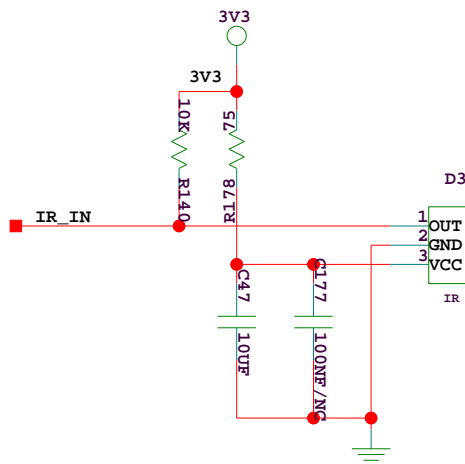 3V3
3V3
10K
75
R140
R178
IR_IN
D3
1
OUT
2
GND
3
VCC
IR
C47
C177
10UF
100NF/NC